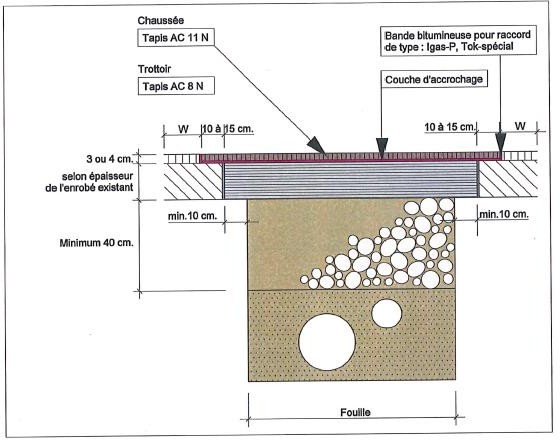 Chaussée
Tapis AC 11 N
Trottoir
Tapis AC 8 N
Bande bitumineuse pour raccord
de type : Igas-P, Tok-spécial
Couche d'accrochage
W
10 à 15 cm.
10 à 15 cm.
W
3 ou 4 cm.
selon épaisseur
de l'enrobé existant
min.10 cm.
min.10 cm.
Minimum 40 cm.
Fouille